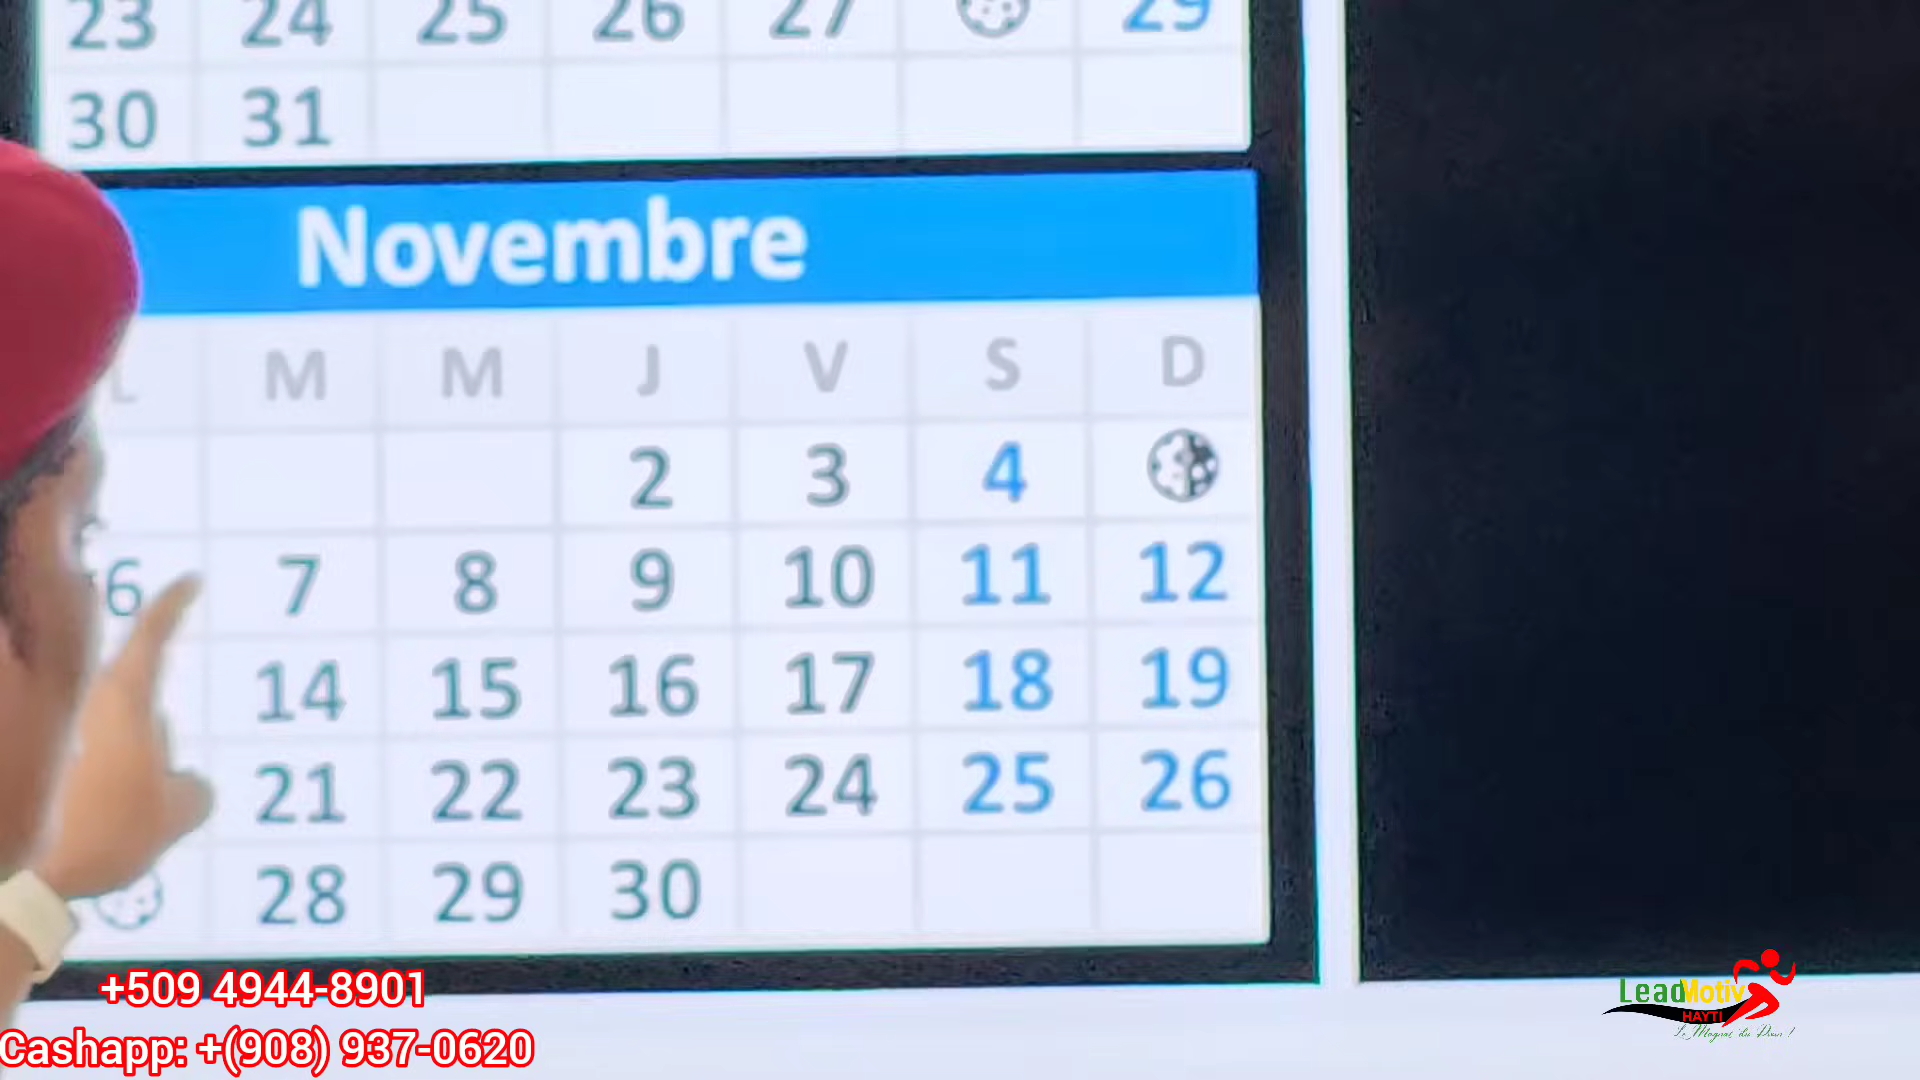 23 24 25 26 27 29
30 31
Novembre
L M M J V S D
2 3 4
6 7 8 9 10 11 12
14 15 16 17 18 19
21 22 23 24 25 26
28 29 30
+509 4944-8901
Cashapp: +(908) 937-0620
LeadMotiv
HAYTI